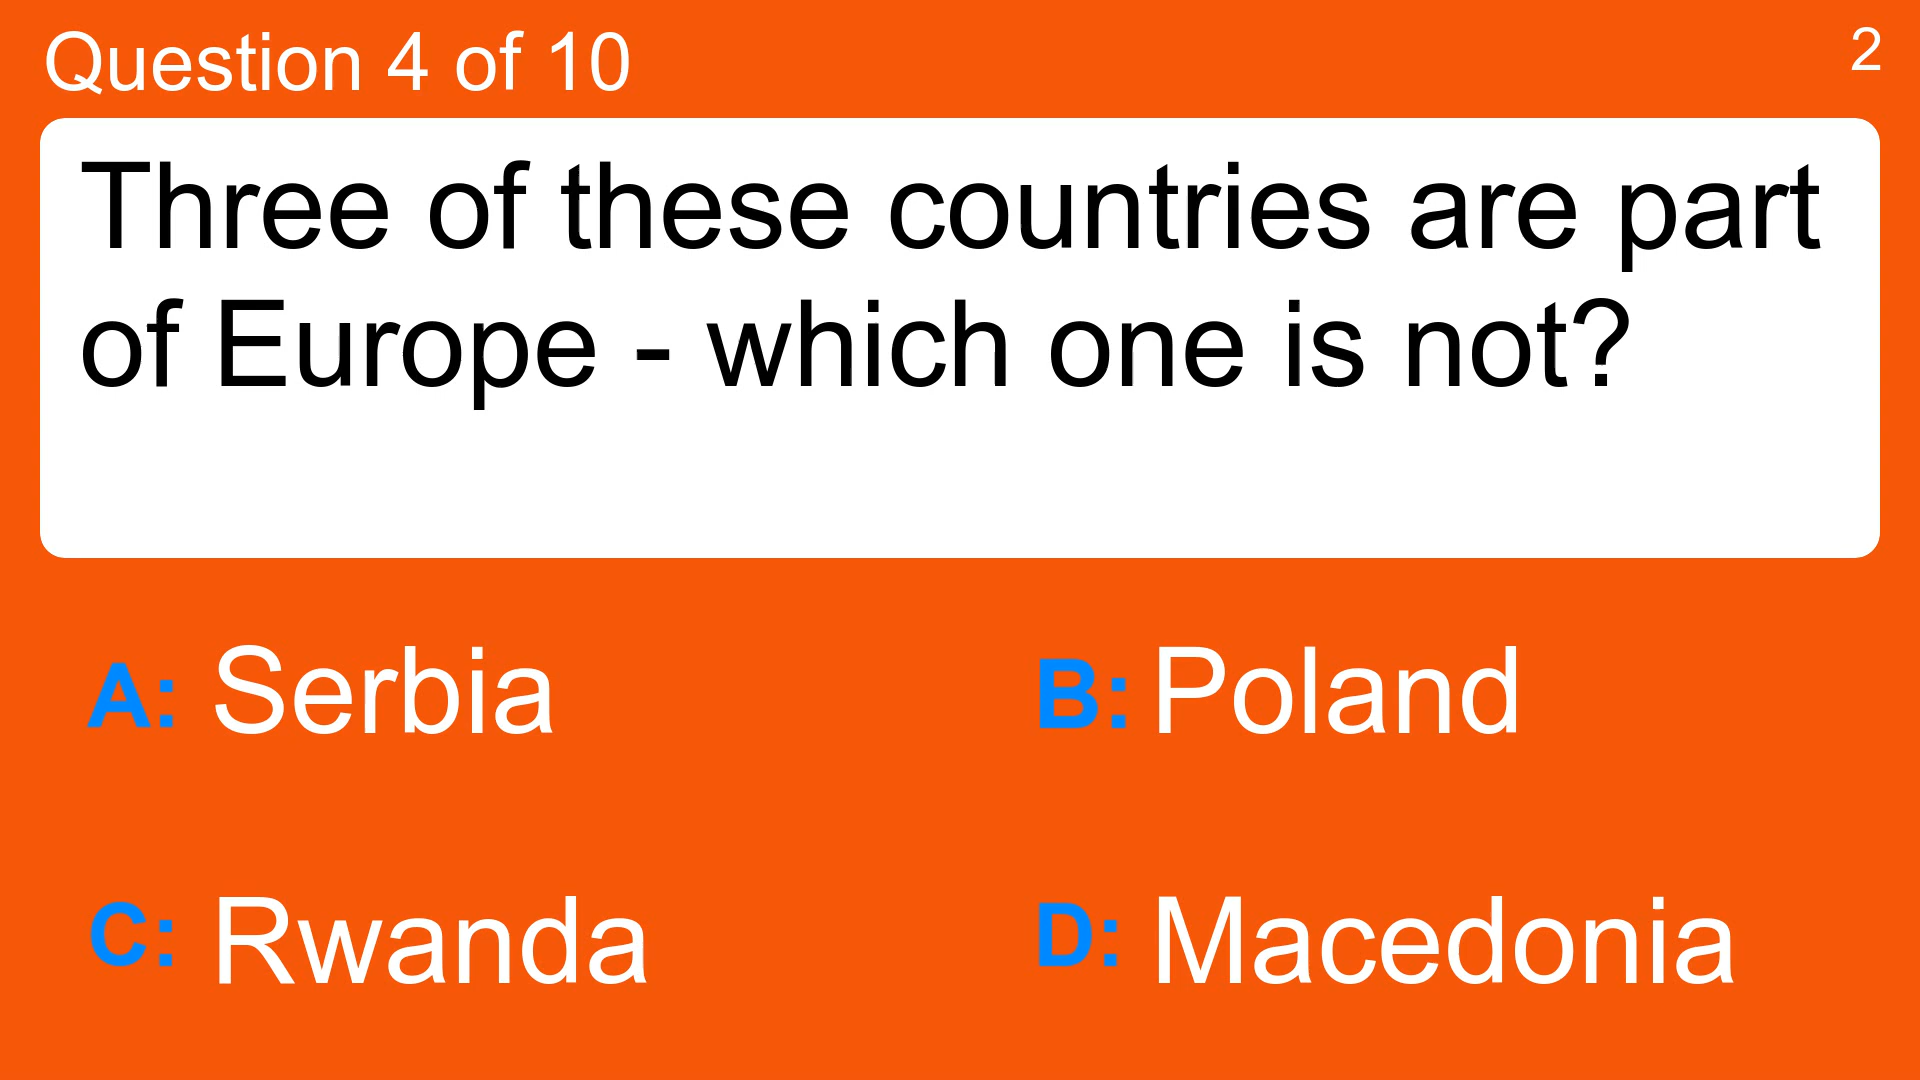 Question 4 of 10
2
Three of these countries are part
of Europe - which one is not?
A: Serbia
B: Poland
C: Rwanda
D: Macedonia